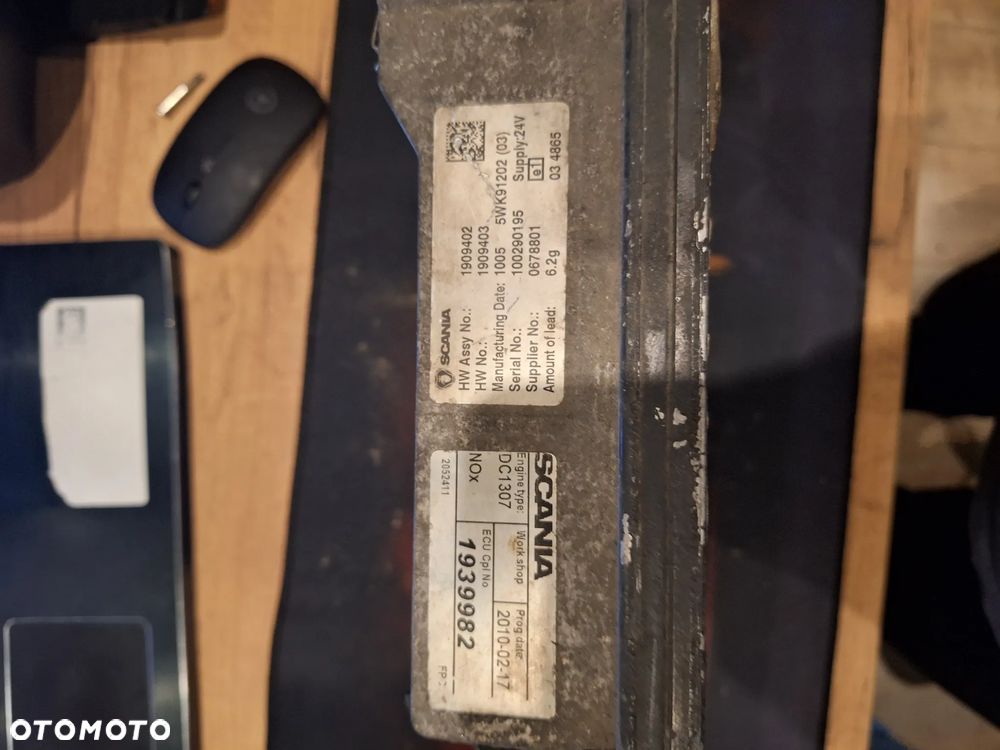 SCANIA
HW Assy No.: 1909402
HW No.: 1909403
Manufacturing Date: 1005 5WK91202 (03)
Serial No.: 100290195
Supplier No.: 0678801 Supply:24V
Amount of lead: 6.2g e1
03 4865
SCANIA
Engine type: Workshop Prog date:
DC1307 2010-02-17
NOx ECU Cpl No
1939982
2052411
OTOMOTO